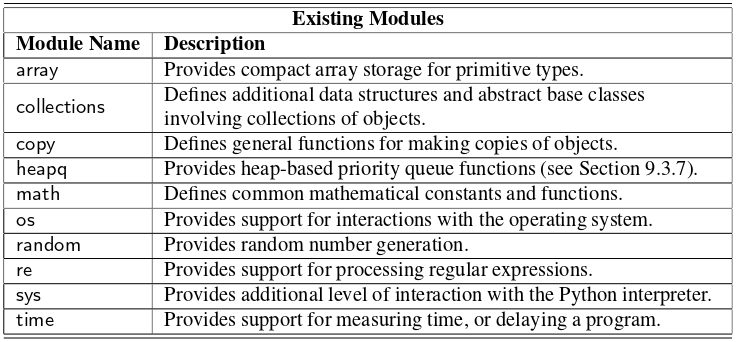 Existing Modules
Module Name Description
array Provides compact array storage for primitive types.
collections Defines additional data structures and abstract base classes
involving collections of objects.
copy Defines general functions for making copies of objects.
heapq Provides heap-based priority queue functions (see Section 9.3.7).
math Defines common mathematical constants and functions.
os Provides support for interactions with the operating system.
random Provides random number generation.
re Provides support for processing regular expressions.
sys Provides additional level of interaction with the Python interpreter.
time Provides support for measuring time, or delaying a program.